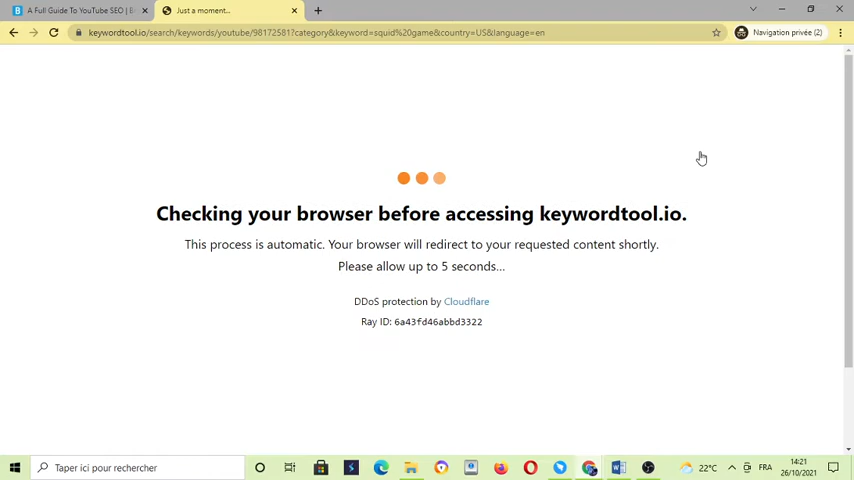 A Full Guide To YouTube SEO | B
Just a moment...
keywordtool.io/search/keywords/youtube/98172581?category&keyword=squid%20game&country=US&language=en
Navigation privée (2)
Checking your browser before accessing keywordtool.io.
This process is automatic. Your browser will redirect to your requested content shortly.
Please allow up to 5 seconds...
DDoS protection by Cloudflare
Ray ID: 6a43fd46abbd3322
Taper ici pour rechercher
22°C
FRA
14:21
26/10/2021